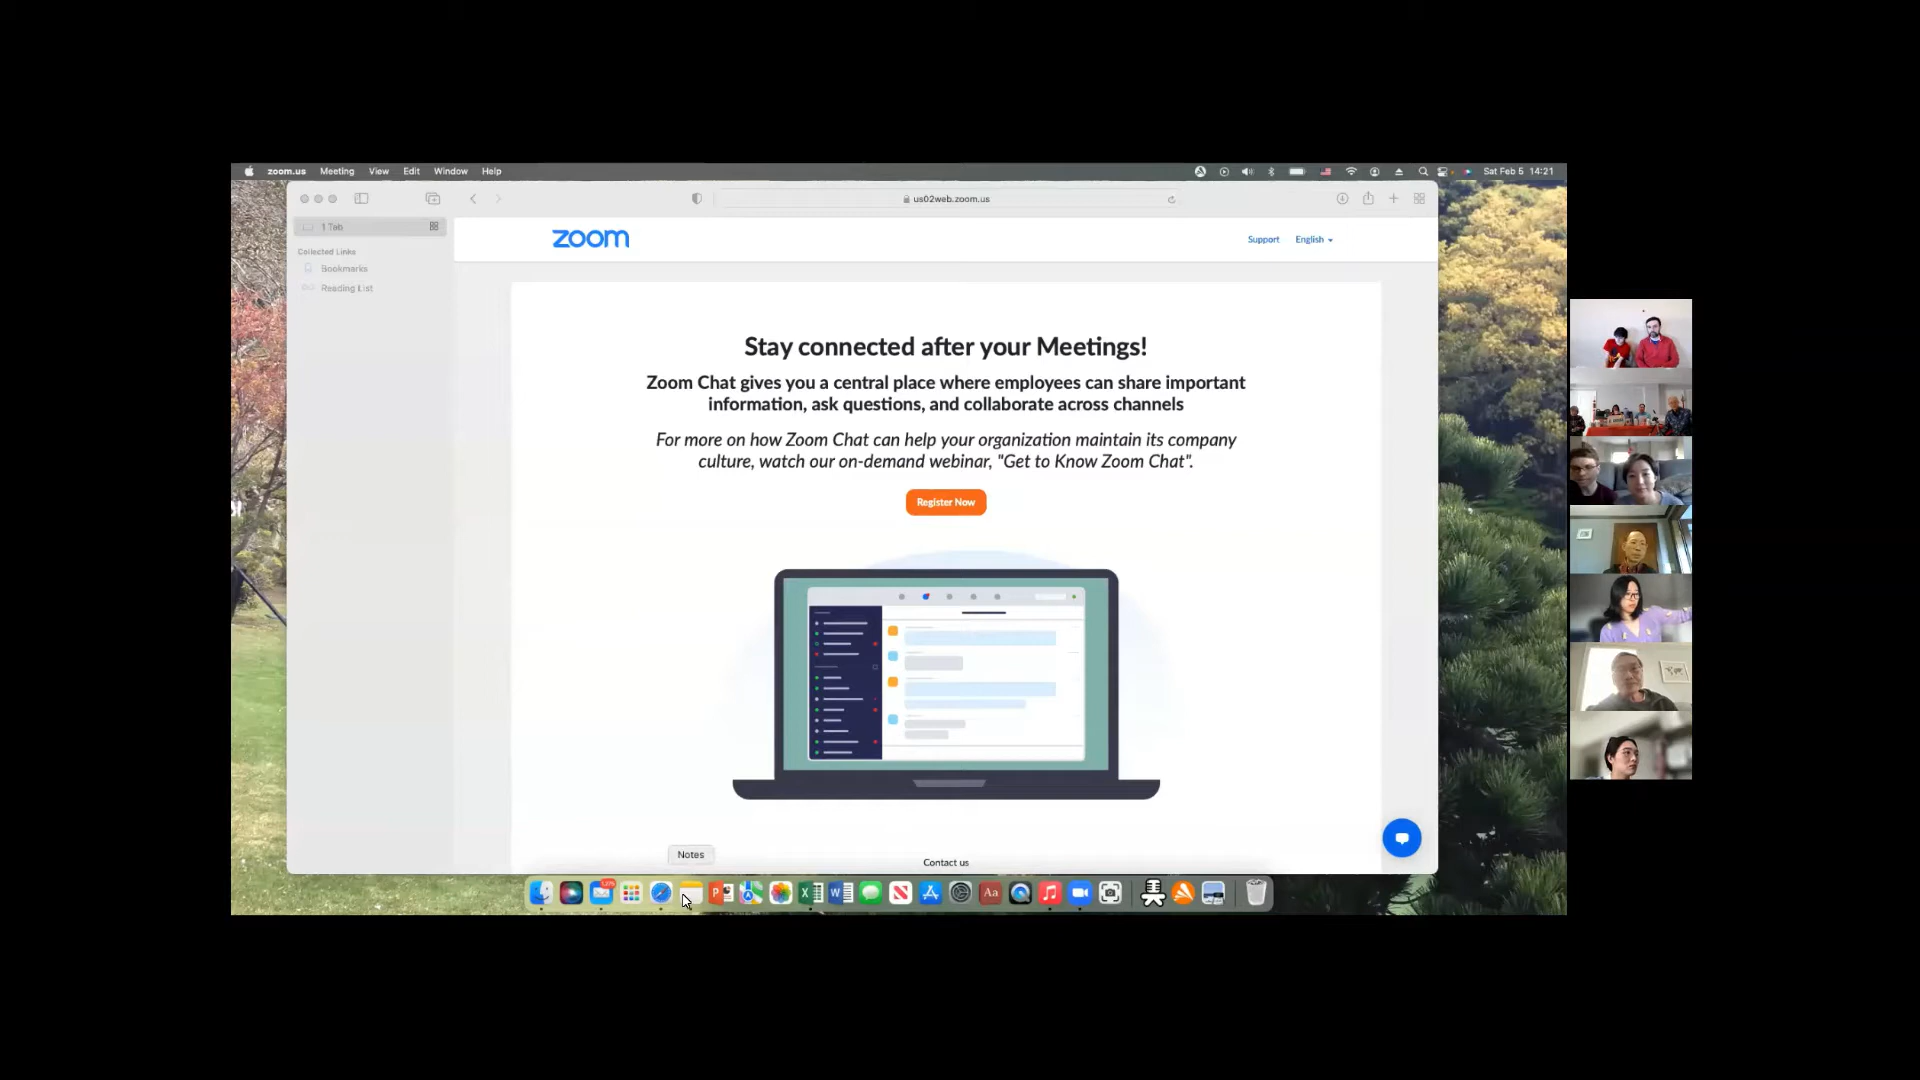 zoom.us Meeting View Edit Window Help
Sat Feb 5 14:21
us02web.zoom.us
1 Tab
Collected Links
Bookmarks
Reading List
zoom
Support English
Stay connected after your Meetings!
Zoom Chat gives you a central place where employees can share important
information, ask questions, and collaborate across channels
For more on how Zoom Chat can help your organization maintain its company
culture, watch our on-demand webinar, "Get to Know Zoom Chat".
Register Now
Notes
Contact us
Aa